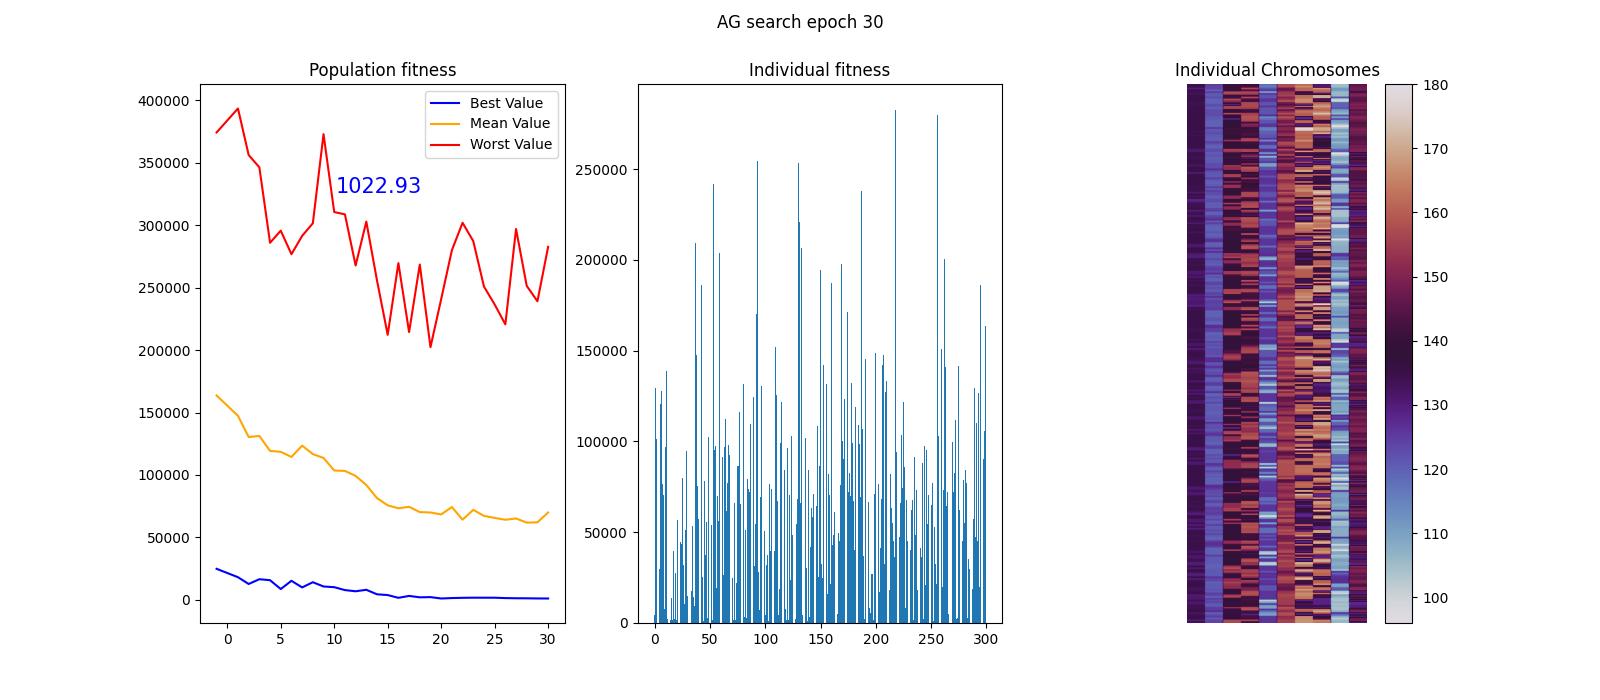 AG search epoch 30
Population fitness
400000
350000
300000
250000
200000
150000
100000
50000
0
0 5 10 15 20 25 30
Best Value
Mean Value
Worst Value
1022.93
Individual fitness
250000
200000
150000
100000
50000
0
0 50 100 150 200 250 300
Individual Chromosomes
180
170
160
150
140
130
120
110
100